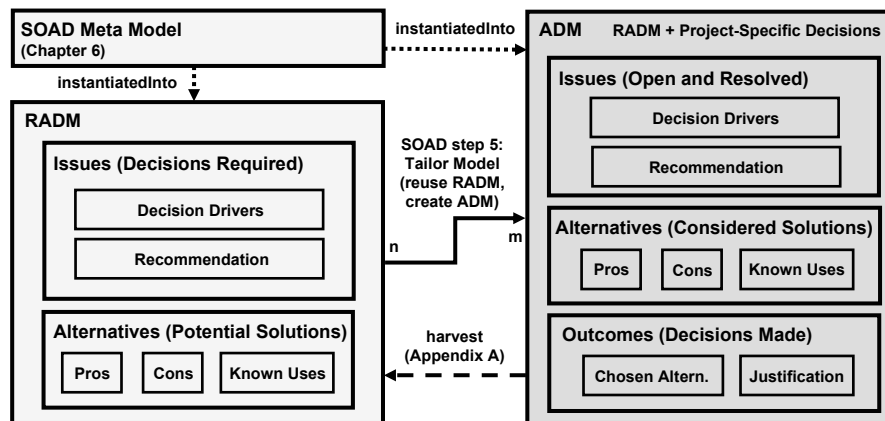 SOAD Meta Model
(Chapter 6)
instantiatedInto
instantiatedInto
RADM
Issues (Decisions Required)
Decision Drivers
Recommendation
Alternatives (Potential Solutions)
Pros
Cons
Known Uses
SOAD step 5:
Tailor Model
(reuse RADM,
create ADM)
n
m
harvest
(Appendix A)
ADM
RADM + Project-Specific Decisions
Issues (Open and Resolved)
Decision Drivers
Recommendation
Alternatives (Considered Solutions)
Pros
Cons
Known Uses
Outcomes (Decisions Made)
Chosen Altern.
Justification